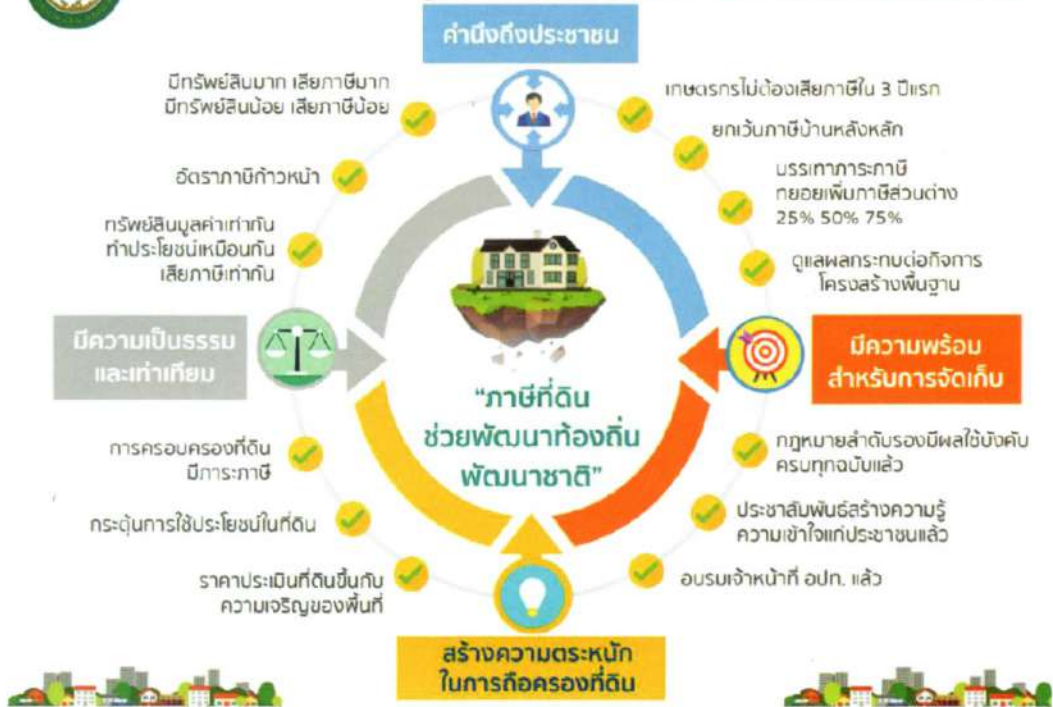 คำนึงถึงประชาชน
มีทรัพย์สินมาก เสียภาษีมาก
มีทรัพย์สินน้อย เสียภาษีน้อย
อัตราภาษีก้าวหน้า
ทรัพย์สินมูลค่าเท่ากัน
ทำประโยชน์เหมือนกัน
เสียภาษีเท่ากัน
เกษตรกรไม่ต้องเสียภาษีใน 3 ปีแรก
ยกเว้นภาษีบ้านหลังหลัก
บรรเทาภาระภาษี
ทยอยเพิ่มภาษีส่วนต่าง
25% 50% 75%
ดูแลผลกระทบต่อกิจการ
โครงสร้างพื้นฐาน
มีความเป็นธรรม
และเท่าเทียม
"ภาษีที่ดิน
ช่วยพัฒนาท้องถิ่น
พัฒนาชาติ"
มีความพร้อม
สำหรับการจัดเก็บ
การครอบครองที่ดิน
มีภาระภาษี
กระตุ้นการใช้ประโยชน์ในที่ดิน
ราคาประเมินที่ดินขึ้นกับ
ความเจริญของพื้นที่
กฎหมายลำดับรองมีผลใช้บังคับ
ครบทุกฉบับแล้ว
ประชาสัมพันธ์สร้างความรู้
ความเข้าใจแก่ประชาชนแล้ว
อบรมเจ้าหน้าที่ อปท. แล้ว
สร้างความตระหนัก
ในการถือครองที่ดิน